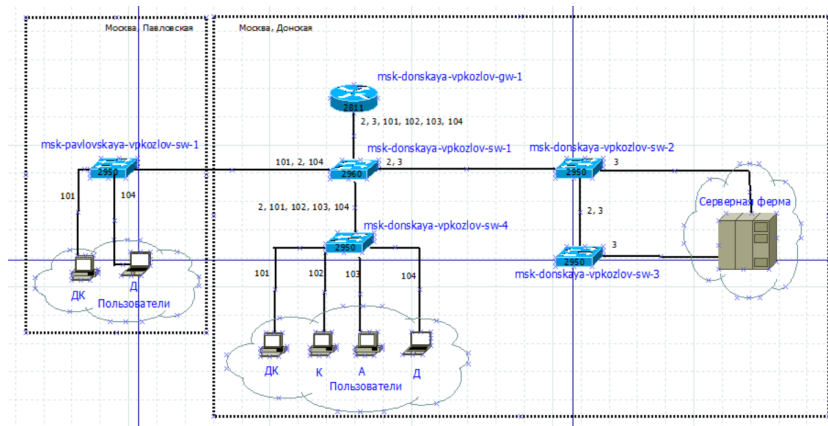 Москва, Павловская
Москва, Донская
msk-donskaya-vpkozlov-gw-1
2811
2, 3, 101, 102, 103, 104
msk-pavlovskaya-vpkozlov-sw-1
msk-donskaya-vpkozlov-sw-1
msk-donskaya-vpkozlov-sw-2
2950
101, 2, 104
2960
2, 3
2950
3
101
104
2, 101, 102, 103, 104
Серверная ферма
2, 3
msk-donskaya-vpkozlov-sw-4
2950
3
2950
msk-donskaya-vpkozlov-sw-3
101
102
103
104
ДК
Д
Пользователи
ДК
К
А
Д
Пользователи